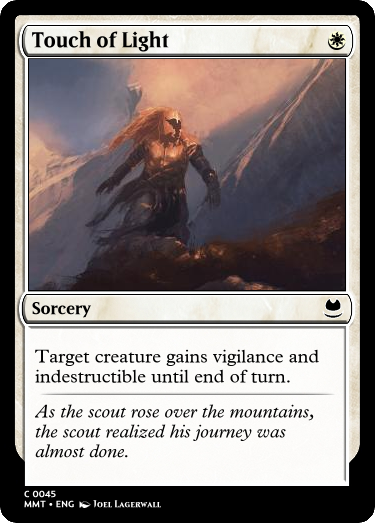 Touch of Light
Sorcery
Target creature gains vigilance and
indestructible until end of turn.
As the scout rose over the mountains,
the scout realized his journey was
almost done.
C 0045
MMT • ENG Joel Lagerwall